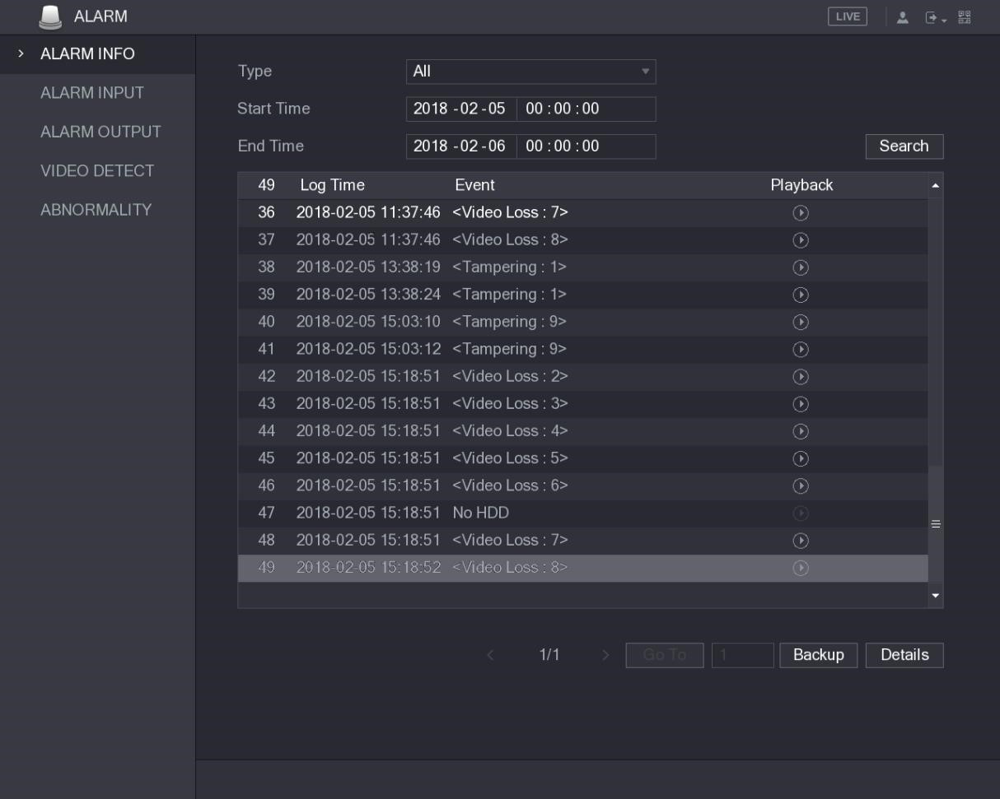 ALARM
LIVE
ALARM INFO
ALARM INPUT
ALARM OUTPUT
VIDEO DETECT
ABNORMALITY
Type All
Start Time 2018 -02 -05 00 : 00 : 00
End Time 2018 -02 -06 00 : 00 : 00
Search
49 Log Time Event Playback
36 2018-02-05 11:37:46 <Video Loss : 7>
37 2018-02-05 11:37:46 <Video Loss : 8>
38 2018-02-05 13:38:19 <Tampering : 1>
39 2018-02-05 13:38:24 <Tampering : 1>
40 2018-02-05 15:03:10 <Tampering : 9>
41 2018-02-05 15:03:12 <Tampering : 9>
42 2018-02-05 15:18:51 <Video Loss : 2>
43 2018-02-05 15:18:51 <Video Loss : 3>
44 2018-02-05 15:18:51 <Video Loss : 4>
45 2018-02-05 15:18:51 <Video Loss : 5>
46 2018-02-05 15:18:51 <Video Loss : 6>
47 2018-02-05 15:18:51 No HDD
48 2018-02-05 15:18:51 <Video Loss : 7>
49 2018-02-05 15:18:52 <Video Loss : 8>
1/1 Go To 1 Backup Details